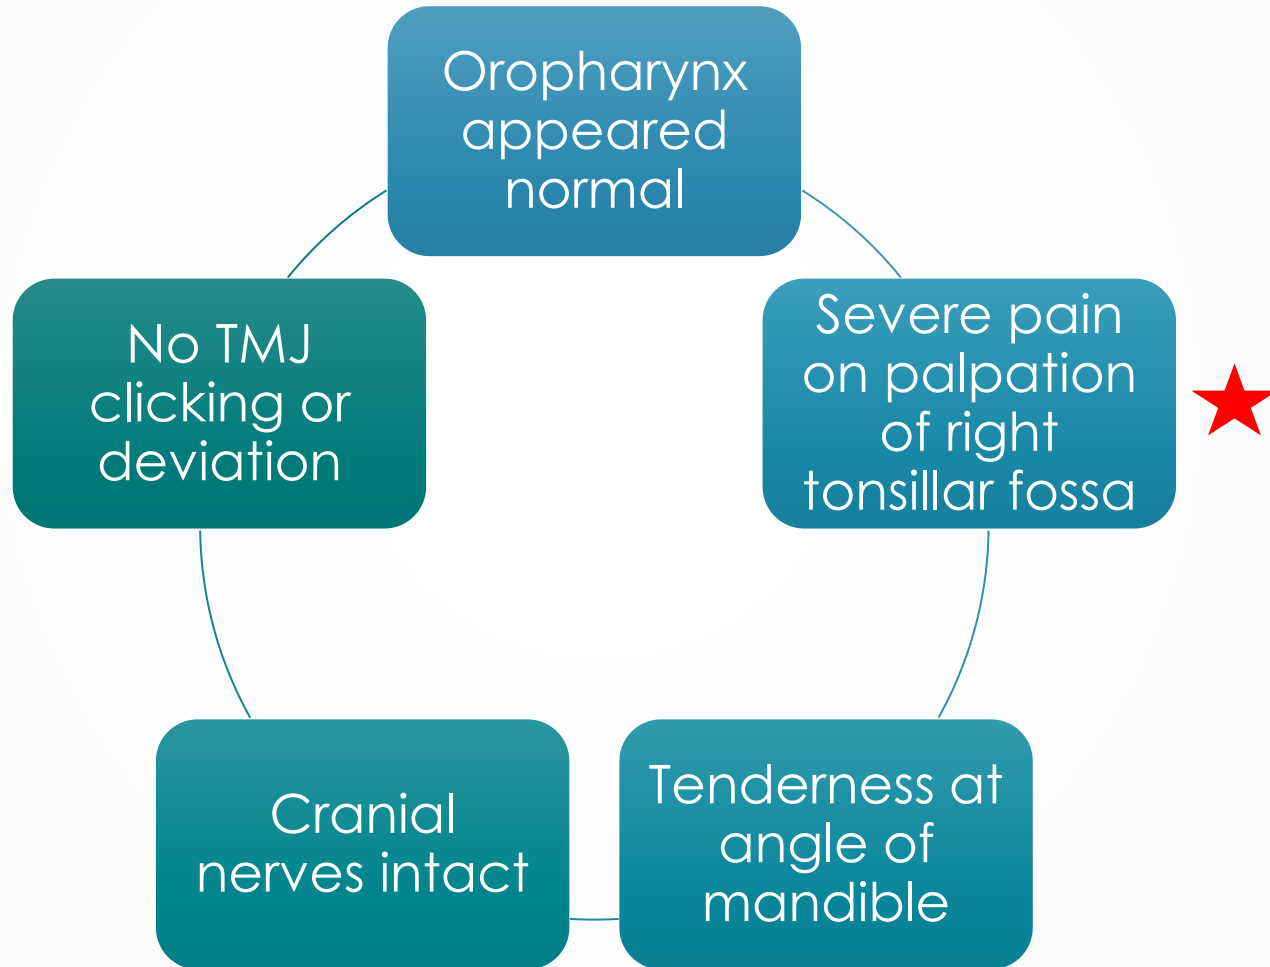 Oropharynx
appeared
normal
Severe pain
on palpation
of right
tonsillar fossa
Tenderness at
angle of
mandible
Cranial
nerves intact
No TMJ
clicking or
deviation